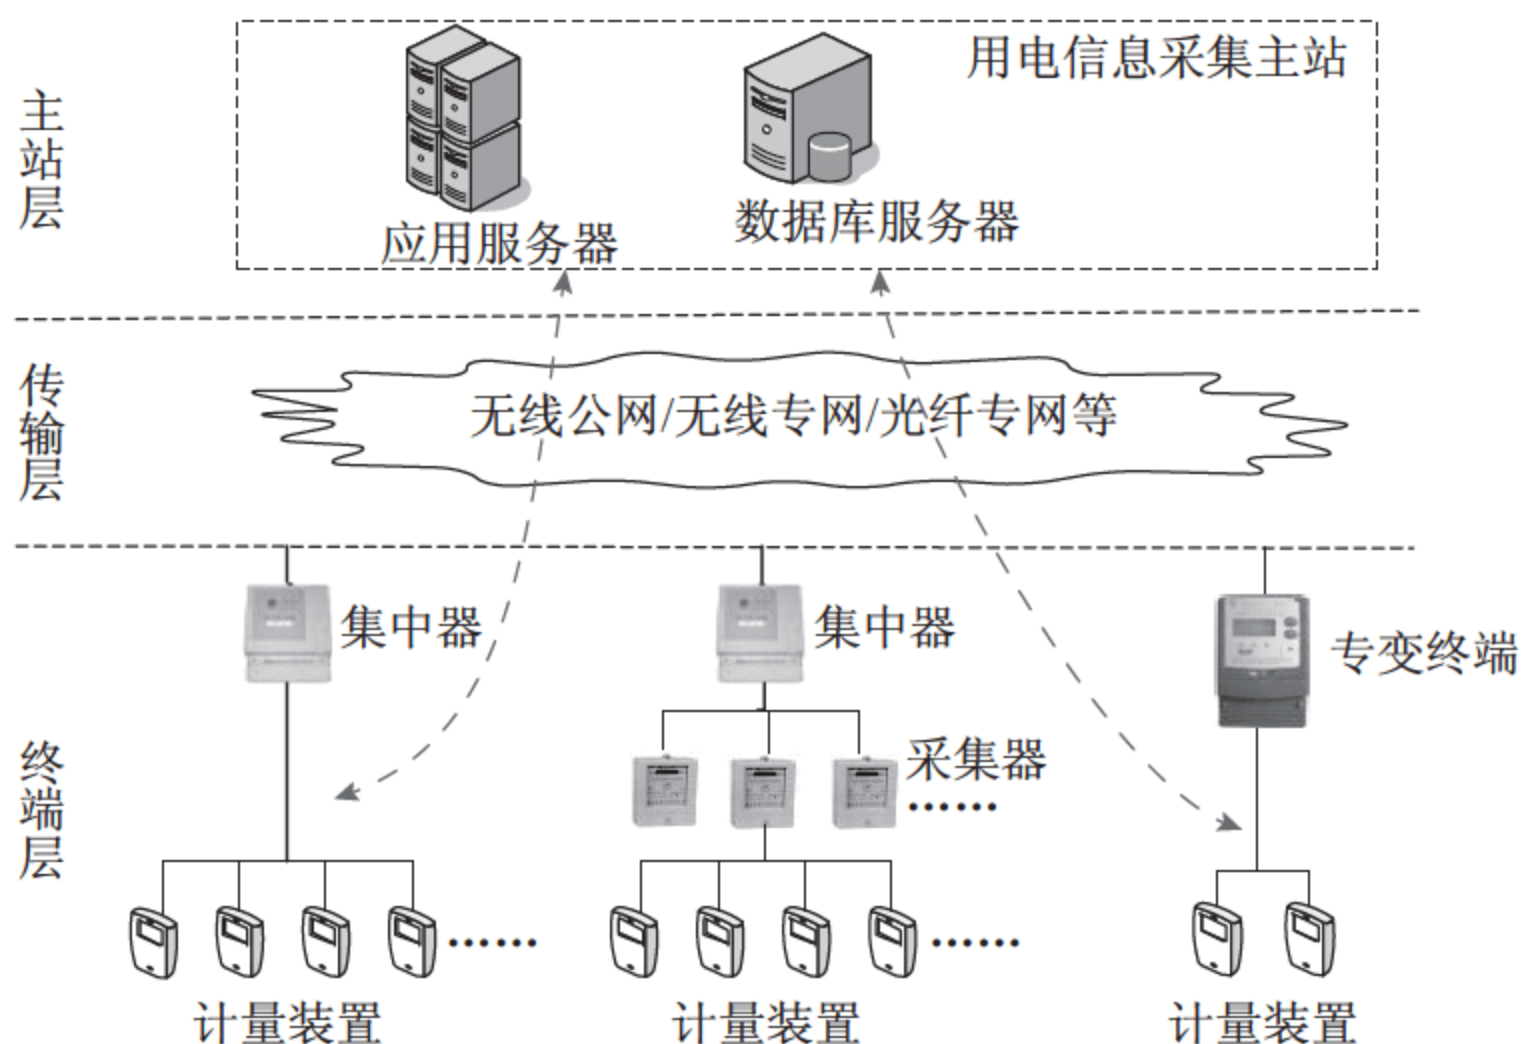 主站层
用电信息采集主站
应用服务器
数据库服务器
传输层
无线公网/无线专网/光纤专网等
终端层
集中器
集中器
专变终端
采集器
……
……
……
计量装置
计量装置
计量装置